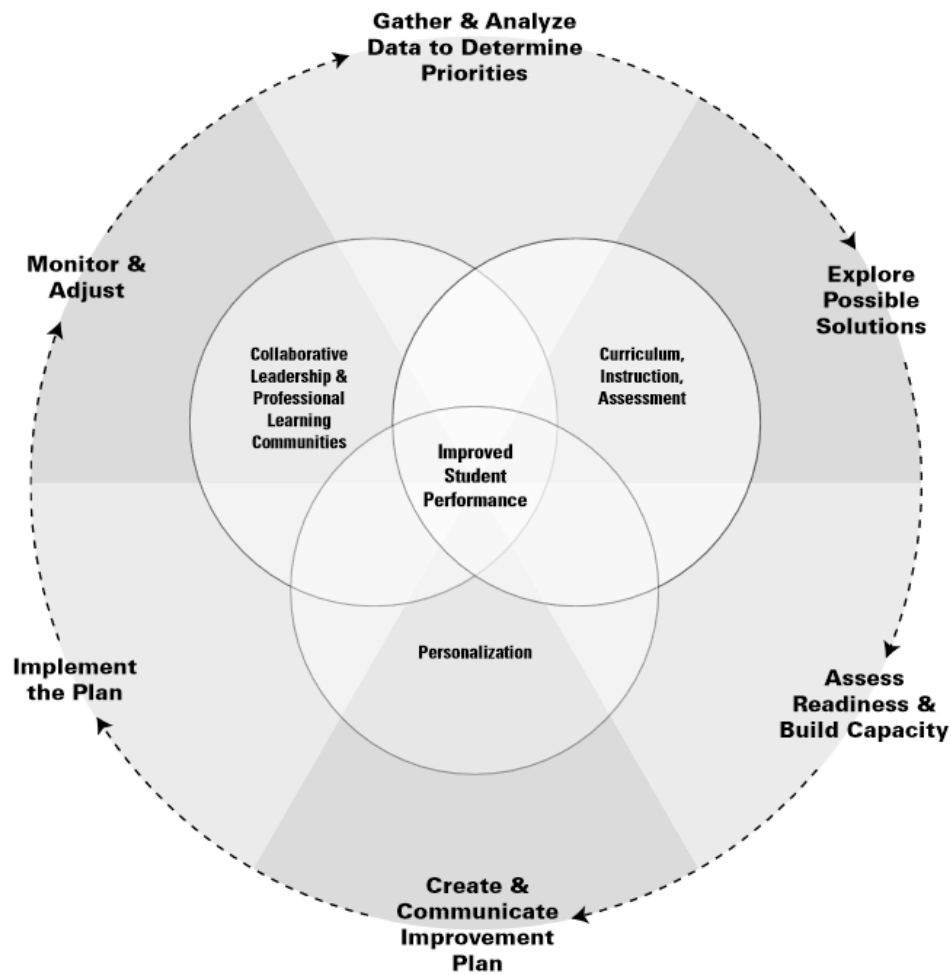 Gather & Analyze
Data to Determine
Priorities
Monitor &
Adjust
Explore
Possible
Solutions
Collaborative
Leadership &
Professional
Learning
Communities
Curriculum,
Instruction,
Assessment
Improved
Student
Performance
Personalization
Implement
the Plan
Assess
Readiness &
Build Capacity
Create &
Communicate
Improvement
Plan